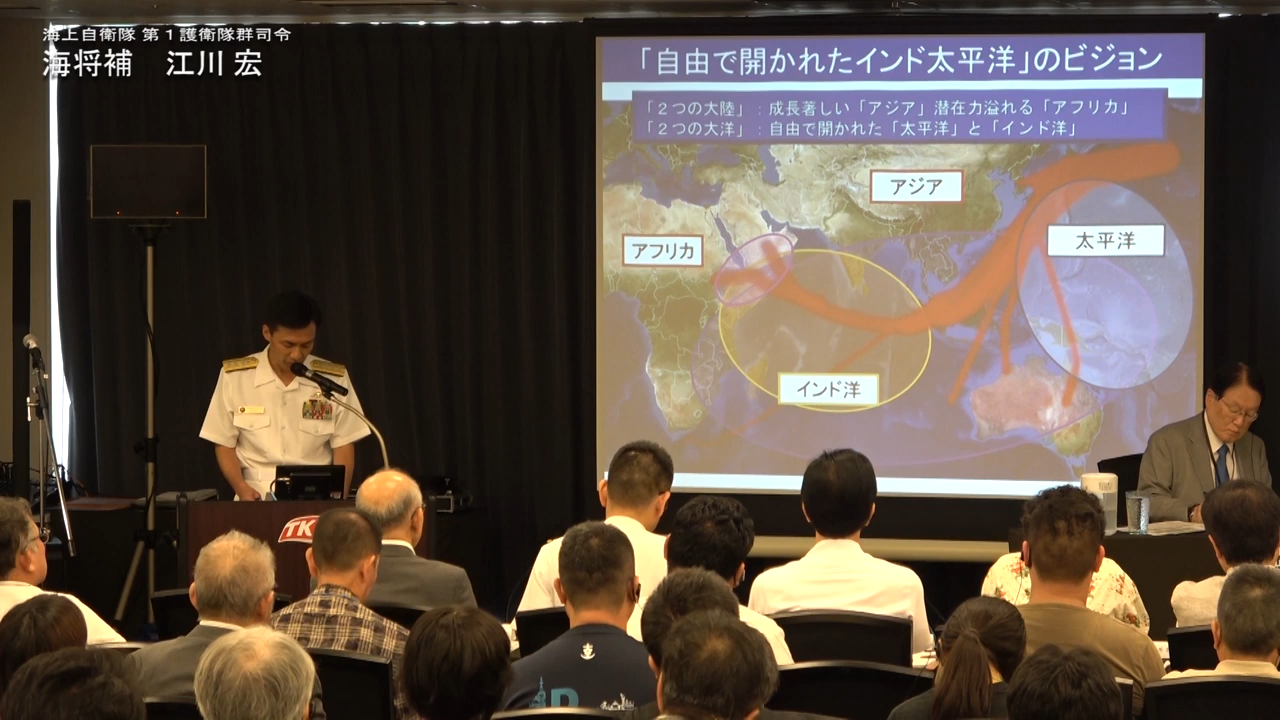 海上自衛隊 第１護衛隊群司令
海将補　江川 宏
「自由で開かれたインド太平洋」のビジョン
「２つの大陸」：成長著しい「アジア」潜在力溢れる「アフリカ」
「２つの大洋」：自由で開かれた「太平洋」と「インド洋」
アジア
太平洋
アフリカ
インド洋
TK